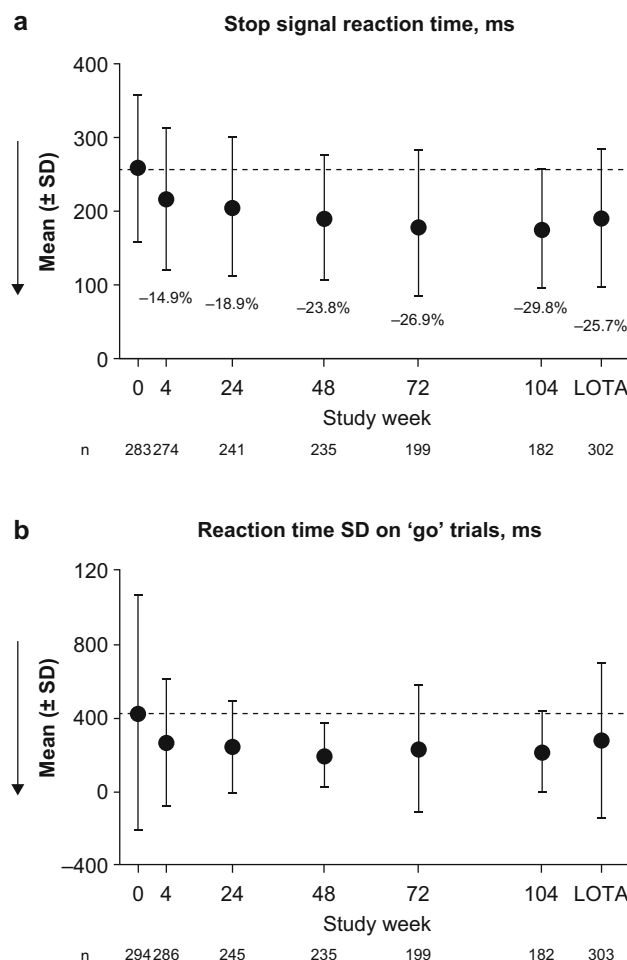 a
Stop signal reaction time, ms
Mean (± SD)
400
300
200
100
0
–14.9%
–18.9%
–23.8%
–26.9%
–29.8%
–25.7%
0 4 24 48 72 104 LOTA
Study week
n 283 274 241 235 199 182 302
b
Reaction time SD on ‘go’ trials, ms
Mean (± SD)
120
800
400
0
–400
0 4 24 48 72 104 LOTA
Study week
n 294 286 245 235 199 182 303